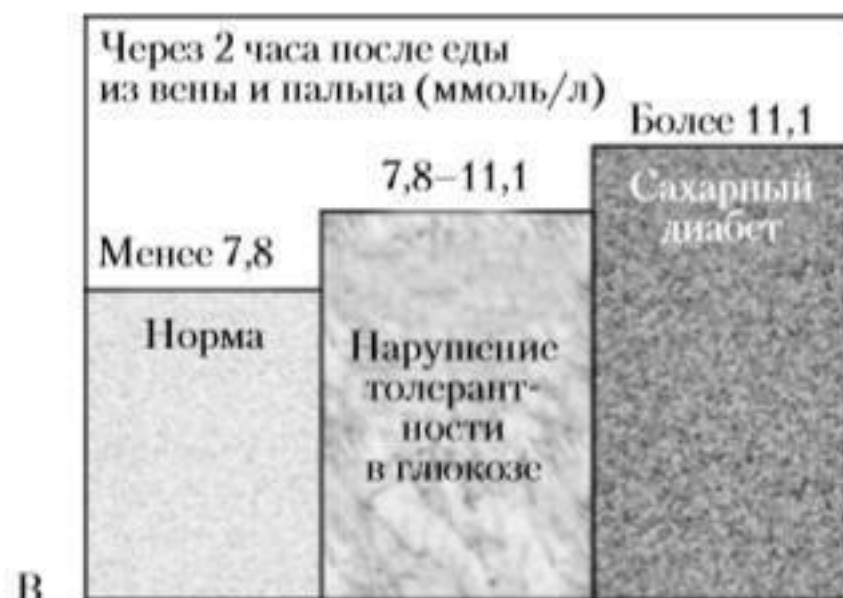 Через 2 часа после еды
из вены и пальца (ммоль/л)
Более 11,1
7,8–11,1
Сахарный
диабет
Менее 7,8
Норма
Нарушение
толерант-
ности
в глюкозе
В